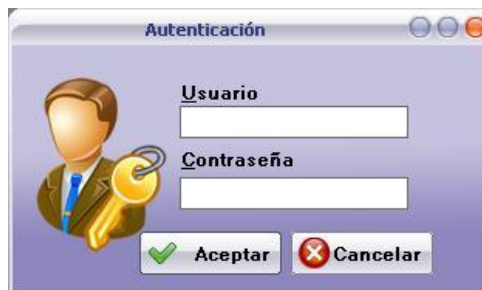 Autenticación
Usuario
Contraseña
Aceptar
Cancelar